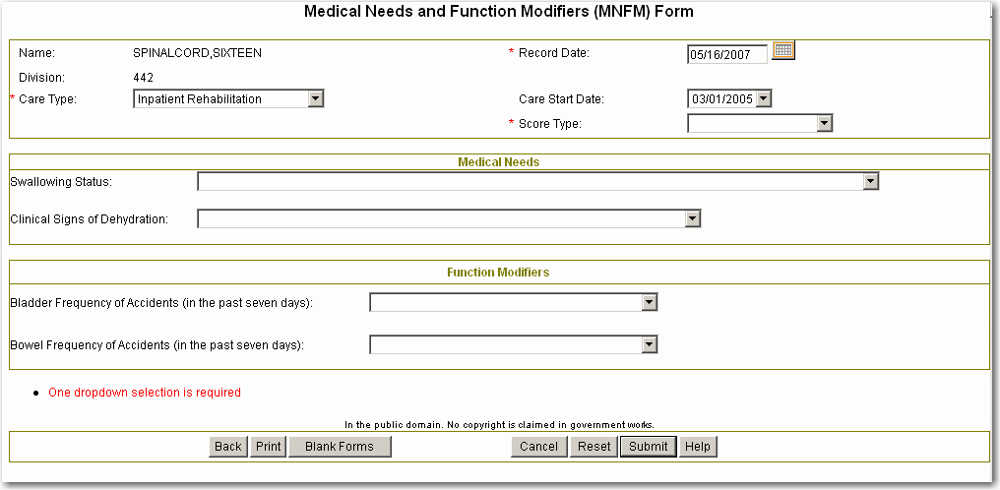 Medical Needs and Function Modifiers (MNFM) Form
Name: SPINALCORD,SIXTEEN * Record Date: 05/16/2007
Division: 442
* Care Type: Inpatient Rehabilitation Care Start Date: 03/01/2005
* Score Type:
Medical Needs
Swallowing Status:
Clinical Signs of Dehydration:
Function Modifiers
Bladder Frequency of Accidents (in the past seven days):
Bowel Frequency of Accidents (in the past seven days):
• One dropdown selection is required
In the public domain. No copyright is claimed in government works.
Back Print Blank Forms Cancel Reset Submit Help